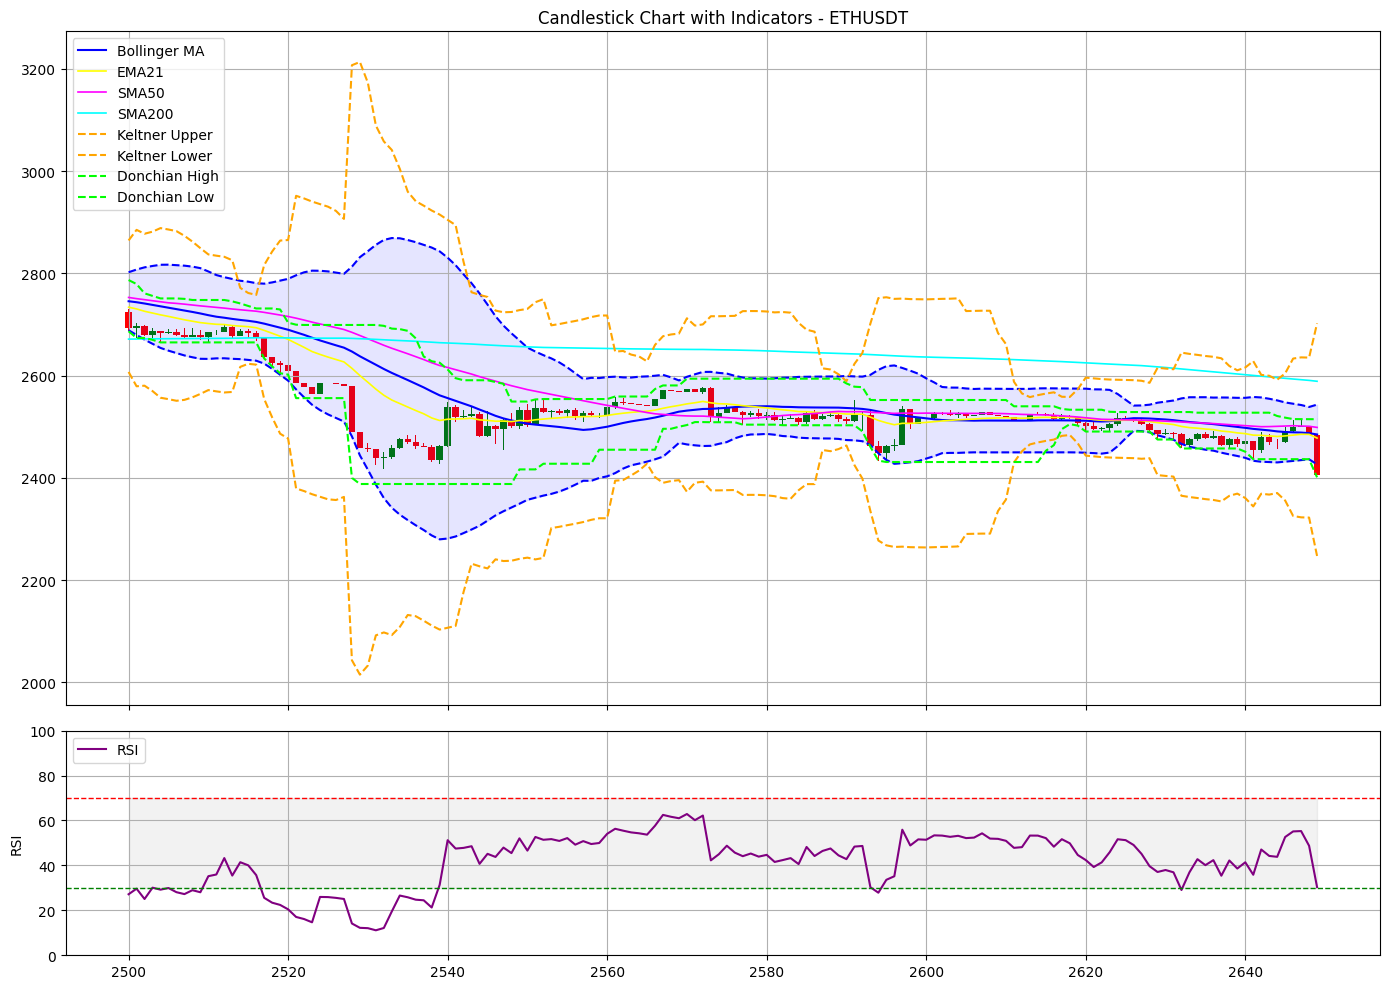 Candlestick Chart with Indicators - ETHUSDT
Bollinger MA
EMA21
SMA50
SMA200
Keltner Upper
Keltner Lower
Donchian High
Donchian Low
3200
3000
2800
2600
2400
2200
2000
RSI
100
80
60
40
20
0
RSI
2500 2520 2540 2560 2580 2600 2620 2640